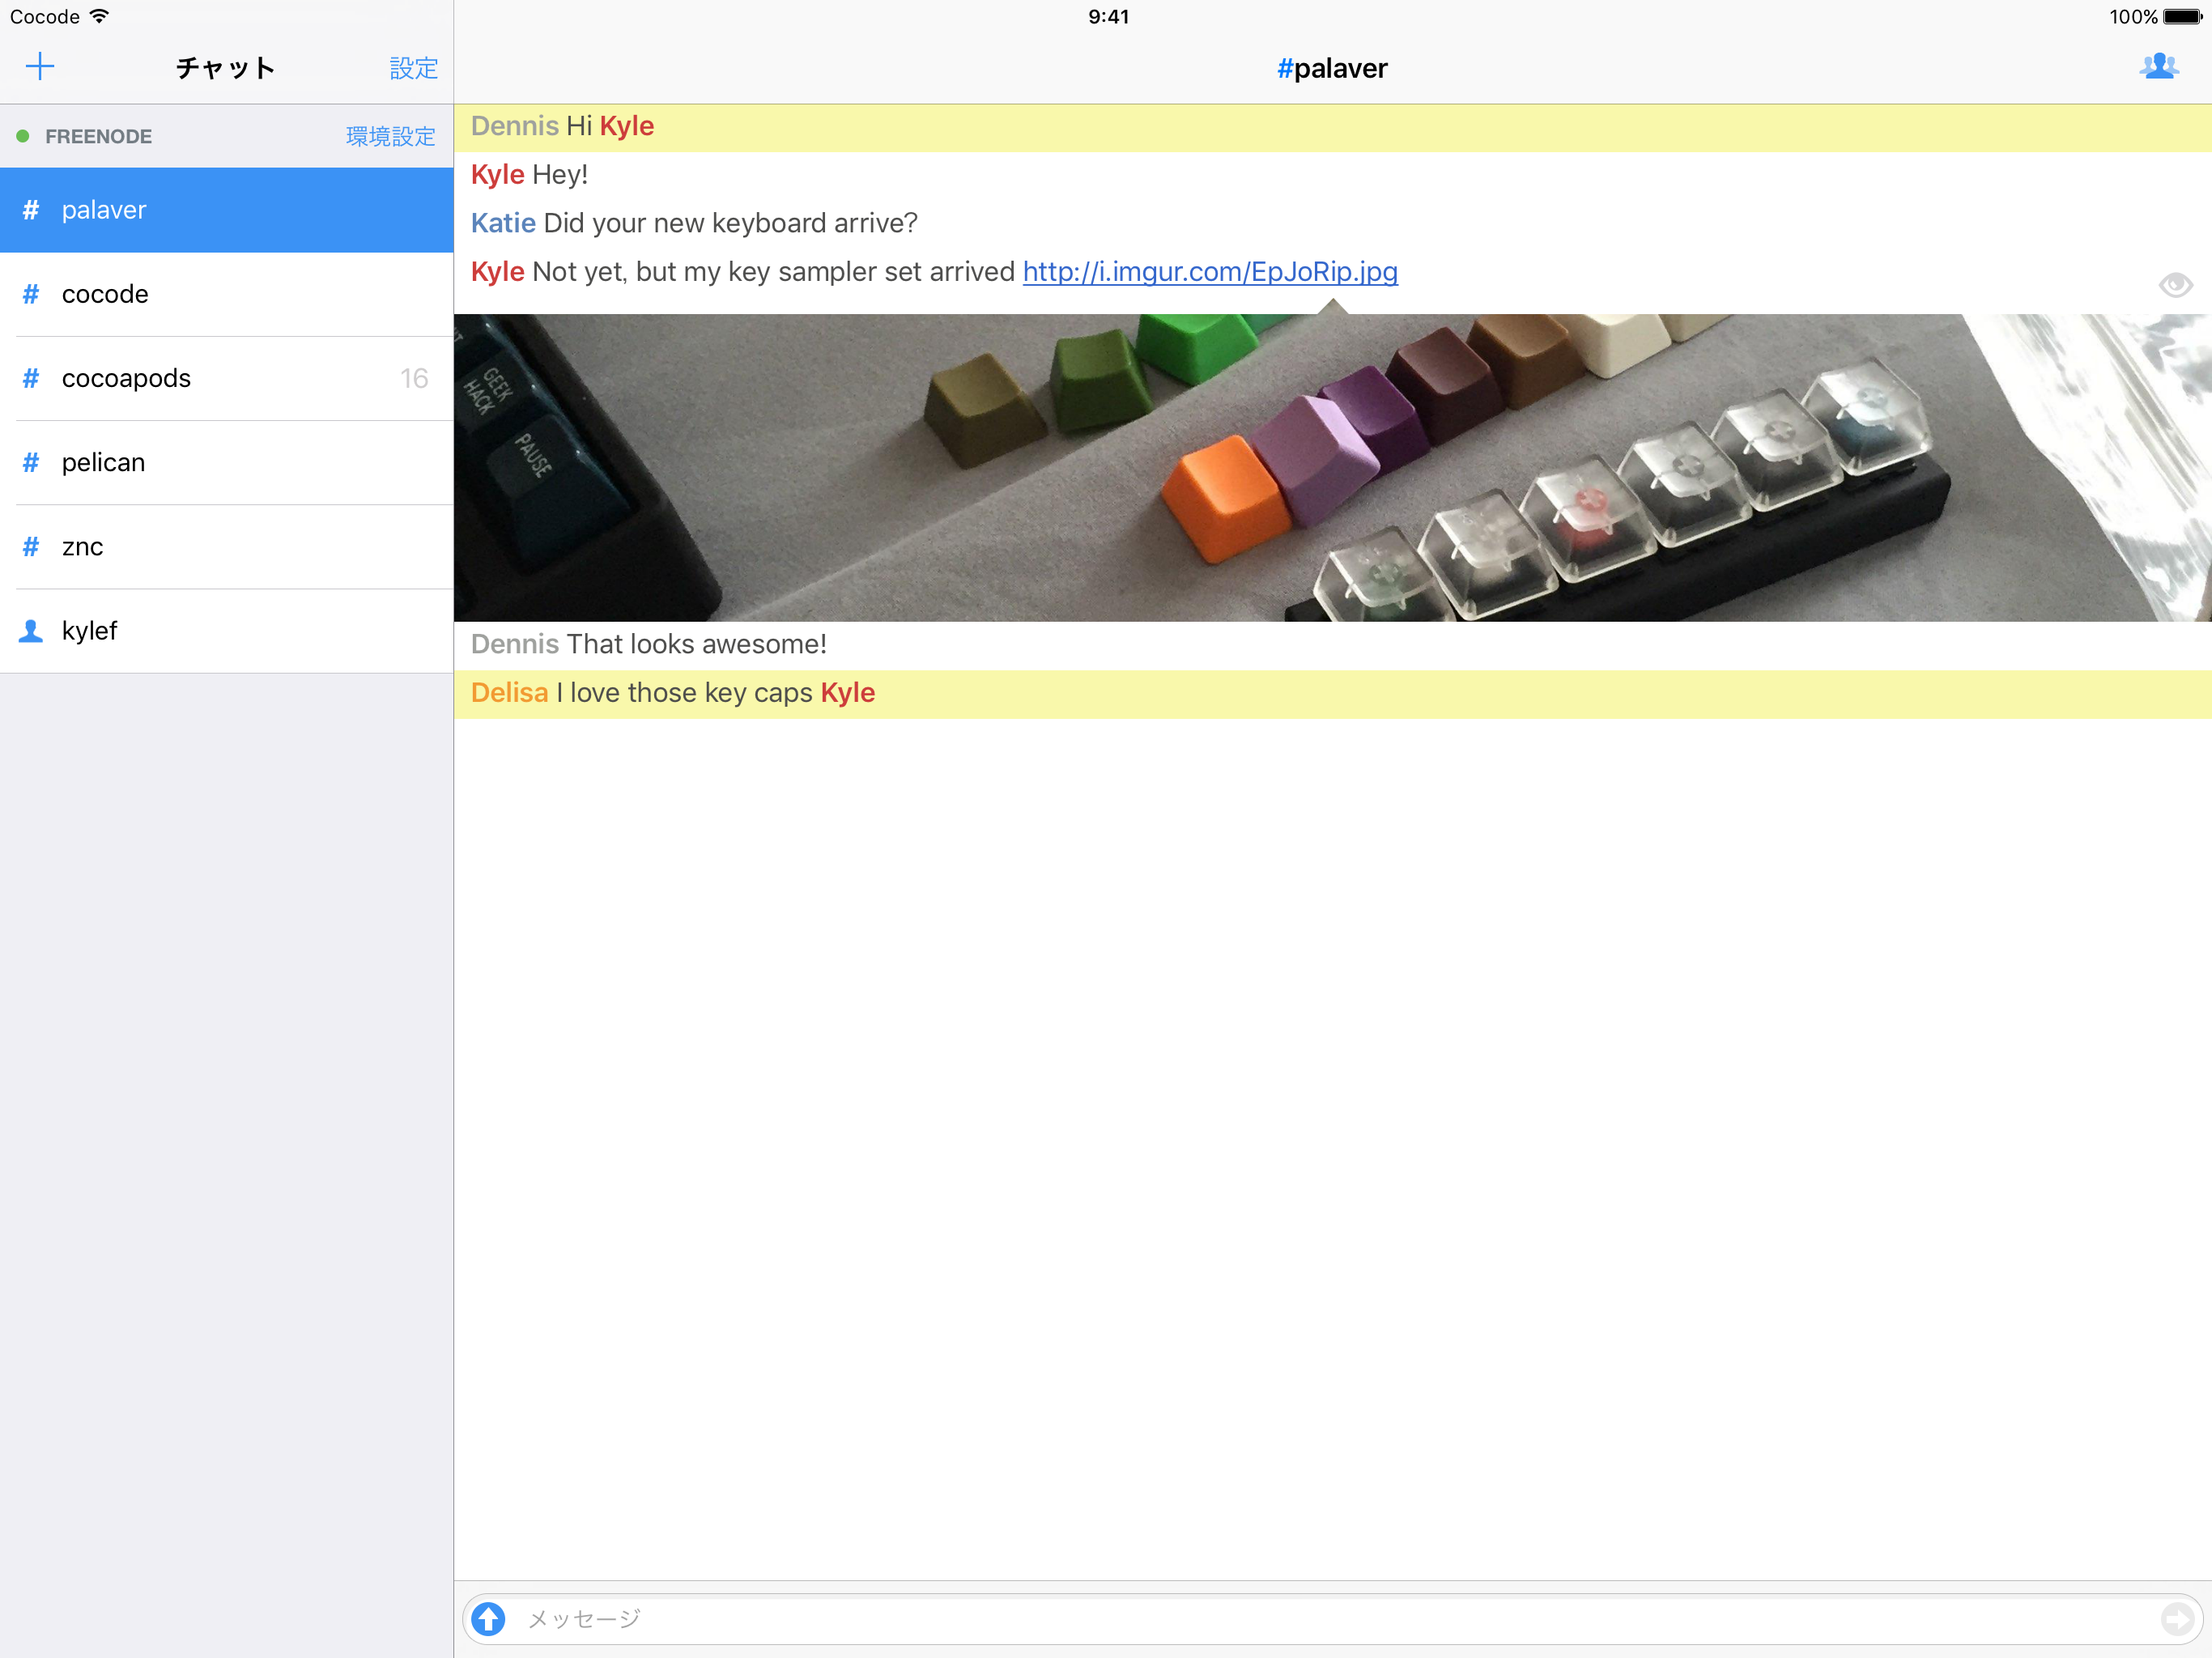 Cocode 9:41 100%
チャット 設定
FREENODE 環境設定
# palaver
# cocode
# cocoapods 16
# pelican
# znc
kylef
#palaver
Dennis Hi Kyle
Kyle Hey!
Katie Did your new keyboard arrive?
Kyle Not yet, but my key sampler set arrived http://i.imgur.com/EpJoRip.jpg
GEEK
HACK
PAUSE
Dennis That looks awesome!
Delisa I love those key caps Kyle
メッセージ